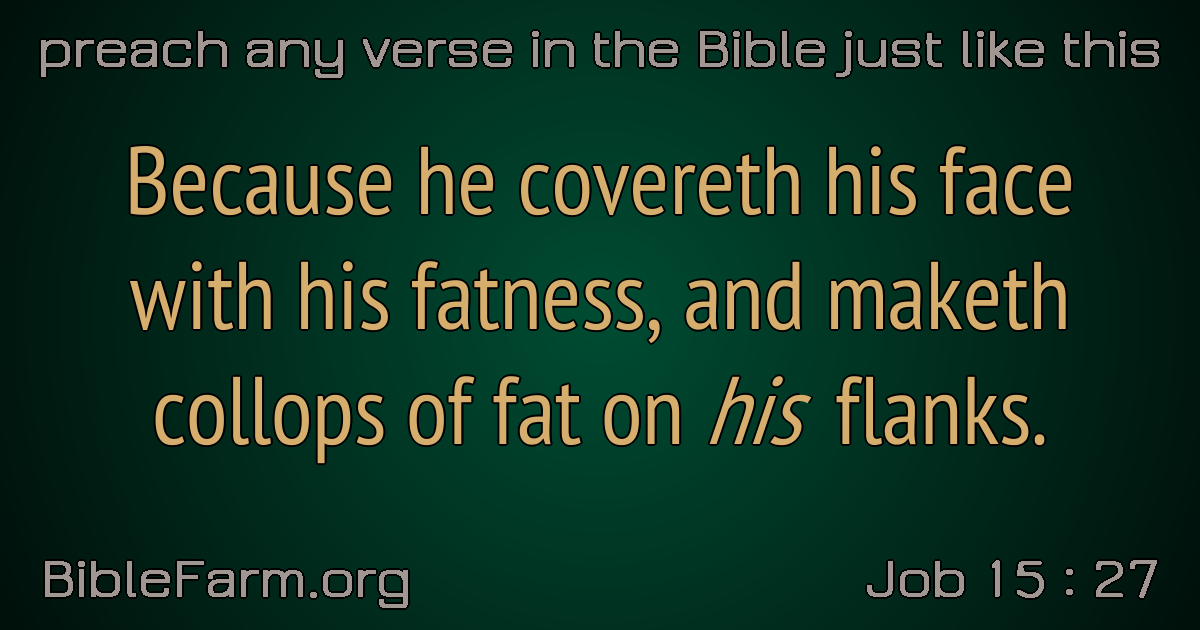 preach any verse in the Bible just like this
Because he covereth his face
with his fatness, and maketh
collops of fat on his flanks.
BibleFarm.org
Job 15 : 27